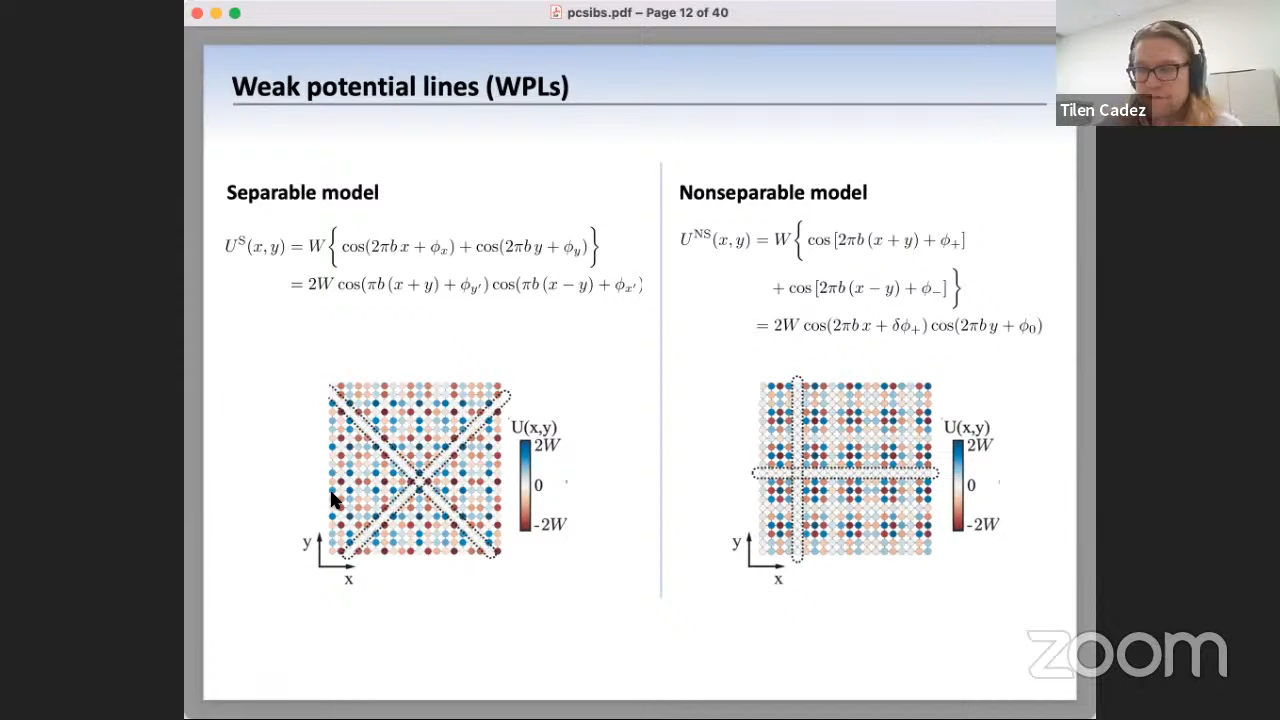 pcsibs.pdf – Page 12 of 40
Tilen Cadez
Weak potential lines (WPLs)
Separable model
U^S(x, y) = W{ cos(2πb x + ϕ_x) + cos(2πb y + ϕ_y) }
= 2W cos(πb (x + y) + ϕ_y′) cos(πb (x − y) + ϕ_x′)
U(x,y)
2W
0
-2W
y
x
Nonseparable model
U^NS(x, y) = W{ cos [2πb (x + y) + ϕ_+]
+ cos [2πb (x − y) + ϕ_−] }
= 2W cos(2πb x + δϕ_+) cos(2πb y + ϕ_0)
U(x,y)
2W
0
-2W
y
x
zoom